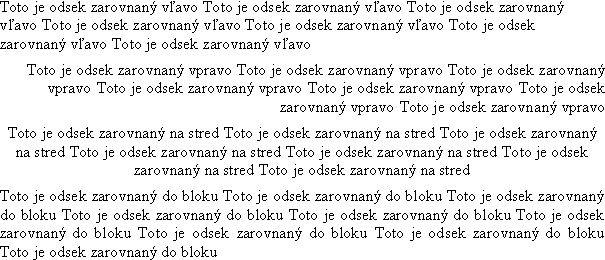 Toto je odsek zarovnaný vľavo Toto je odsek zarovnaný vľavo Toto je odsek zarovnaný
vľavo Toto je odsek zarovnaný vľavo Toto je odsek zarovnaný vľavo Toto je odsek
zarovnaný vľavo Toto je odsek zarovnaný vľavo
Toto je odsek zarovnaný vpravo Toto je odsek zarovnaný vpravo Toto je odsek zarovnaný
vpravo Toto je odsek zarovnaný vpravo Toto je odsek zarovnaný vpravo Toto je odsek
zarovnaný vpravo Toto je odsek zarovnaný vpravo
Toto je odsek zarovnaný na stred Toto je odsek zarovnaný na stred Toto je odsek zarovnaný
na stred Toto je odsek zarovnaný na stred Toto je odsek zarovnaný na stred Toto je odsek
zarovnaný na stred Toto je odsek zarovnaný na stred
Toto je odsek zarovnaný do bloku Toto je odsek zarovnaný do bloku Toto je odsek zarovnaný
do bloku Toto je odsek zarovnaný do bloku Toto je odsek zarovnaný do bloku Toto je odsek
zarovnaný do bloku Toto je odsek zarovnaný do bloku Toto je odsek zarovnaný do bloku
Toto je odsek zarovnaný do bloku